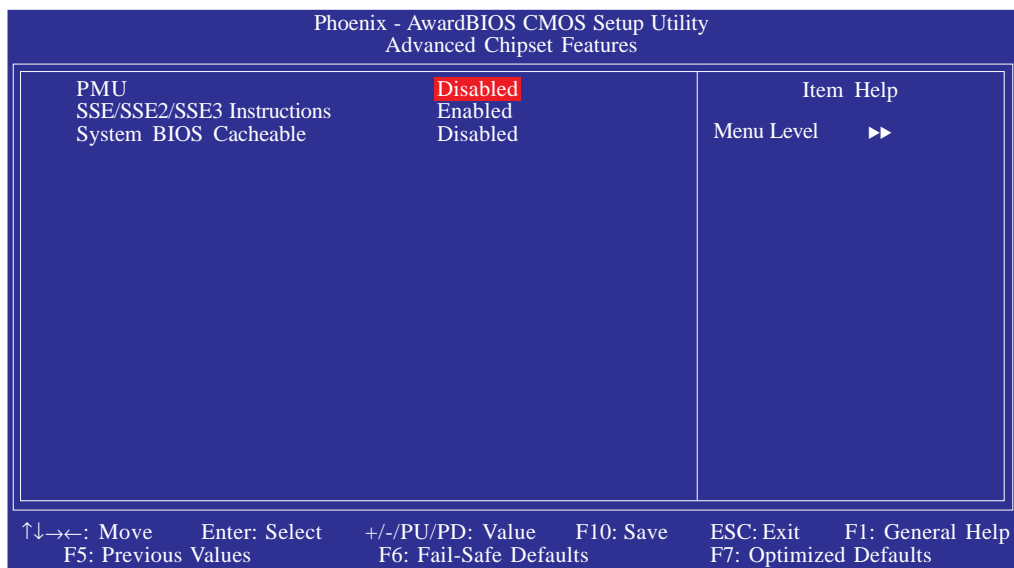 Phoenix - AwardBIOS CMOS Setup Utility
Advanced Chipset Features
PMU Disabled
SSE/SSE2/SSE3 Instructions Enabled
System BIOS Cacheable Disabled
Item Help
Menu Level ►►
↑↓→←: Move Enter: Select +/-/PU/PD: Value F10: Save ESC: Exit F1: General Help
F5: Previous Values F6: Fail-Safe Defaults F7: Optimized Defaults